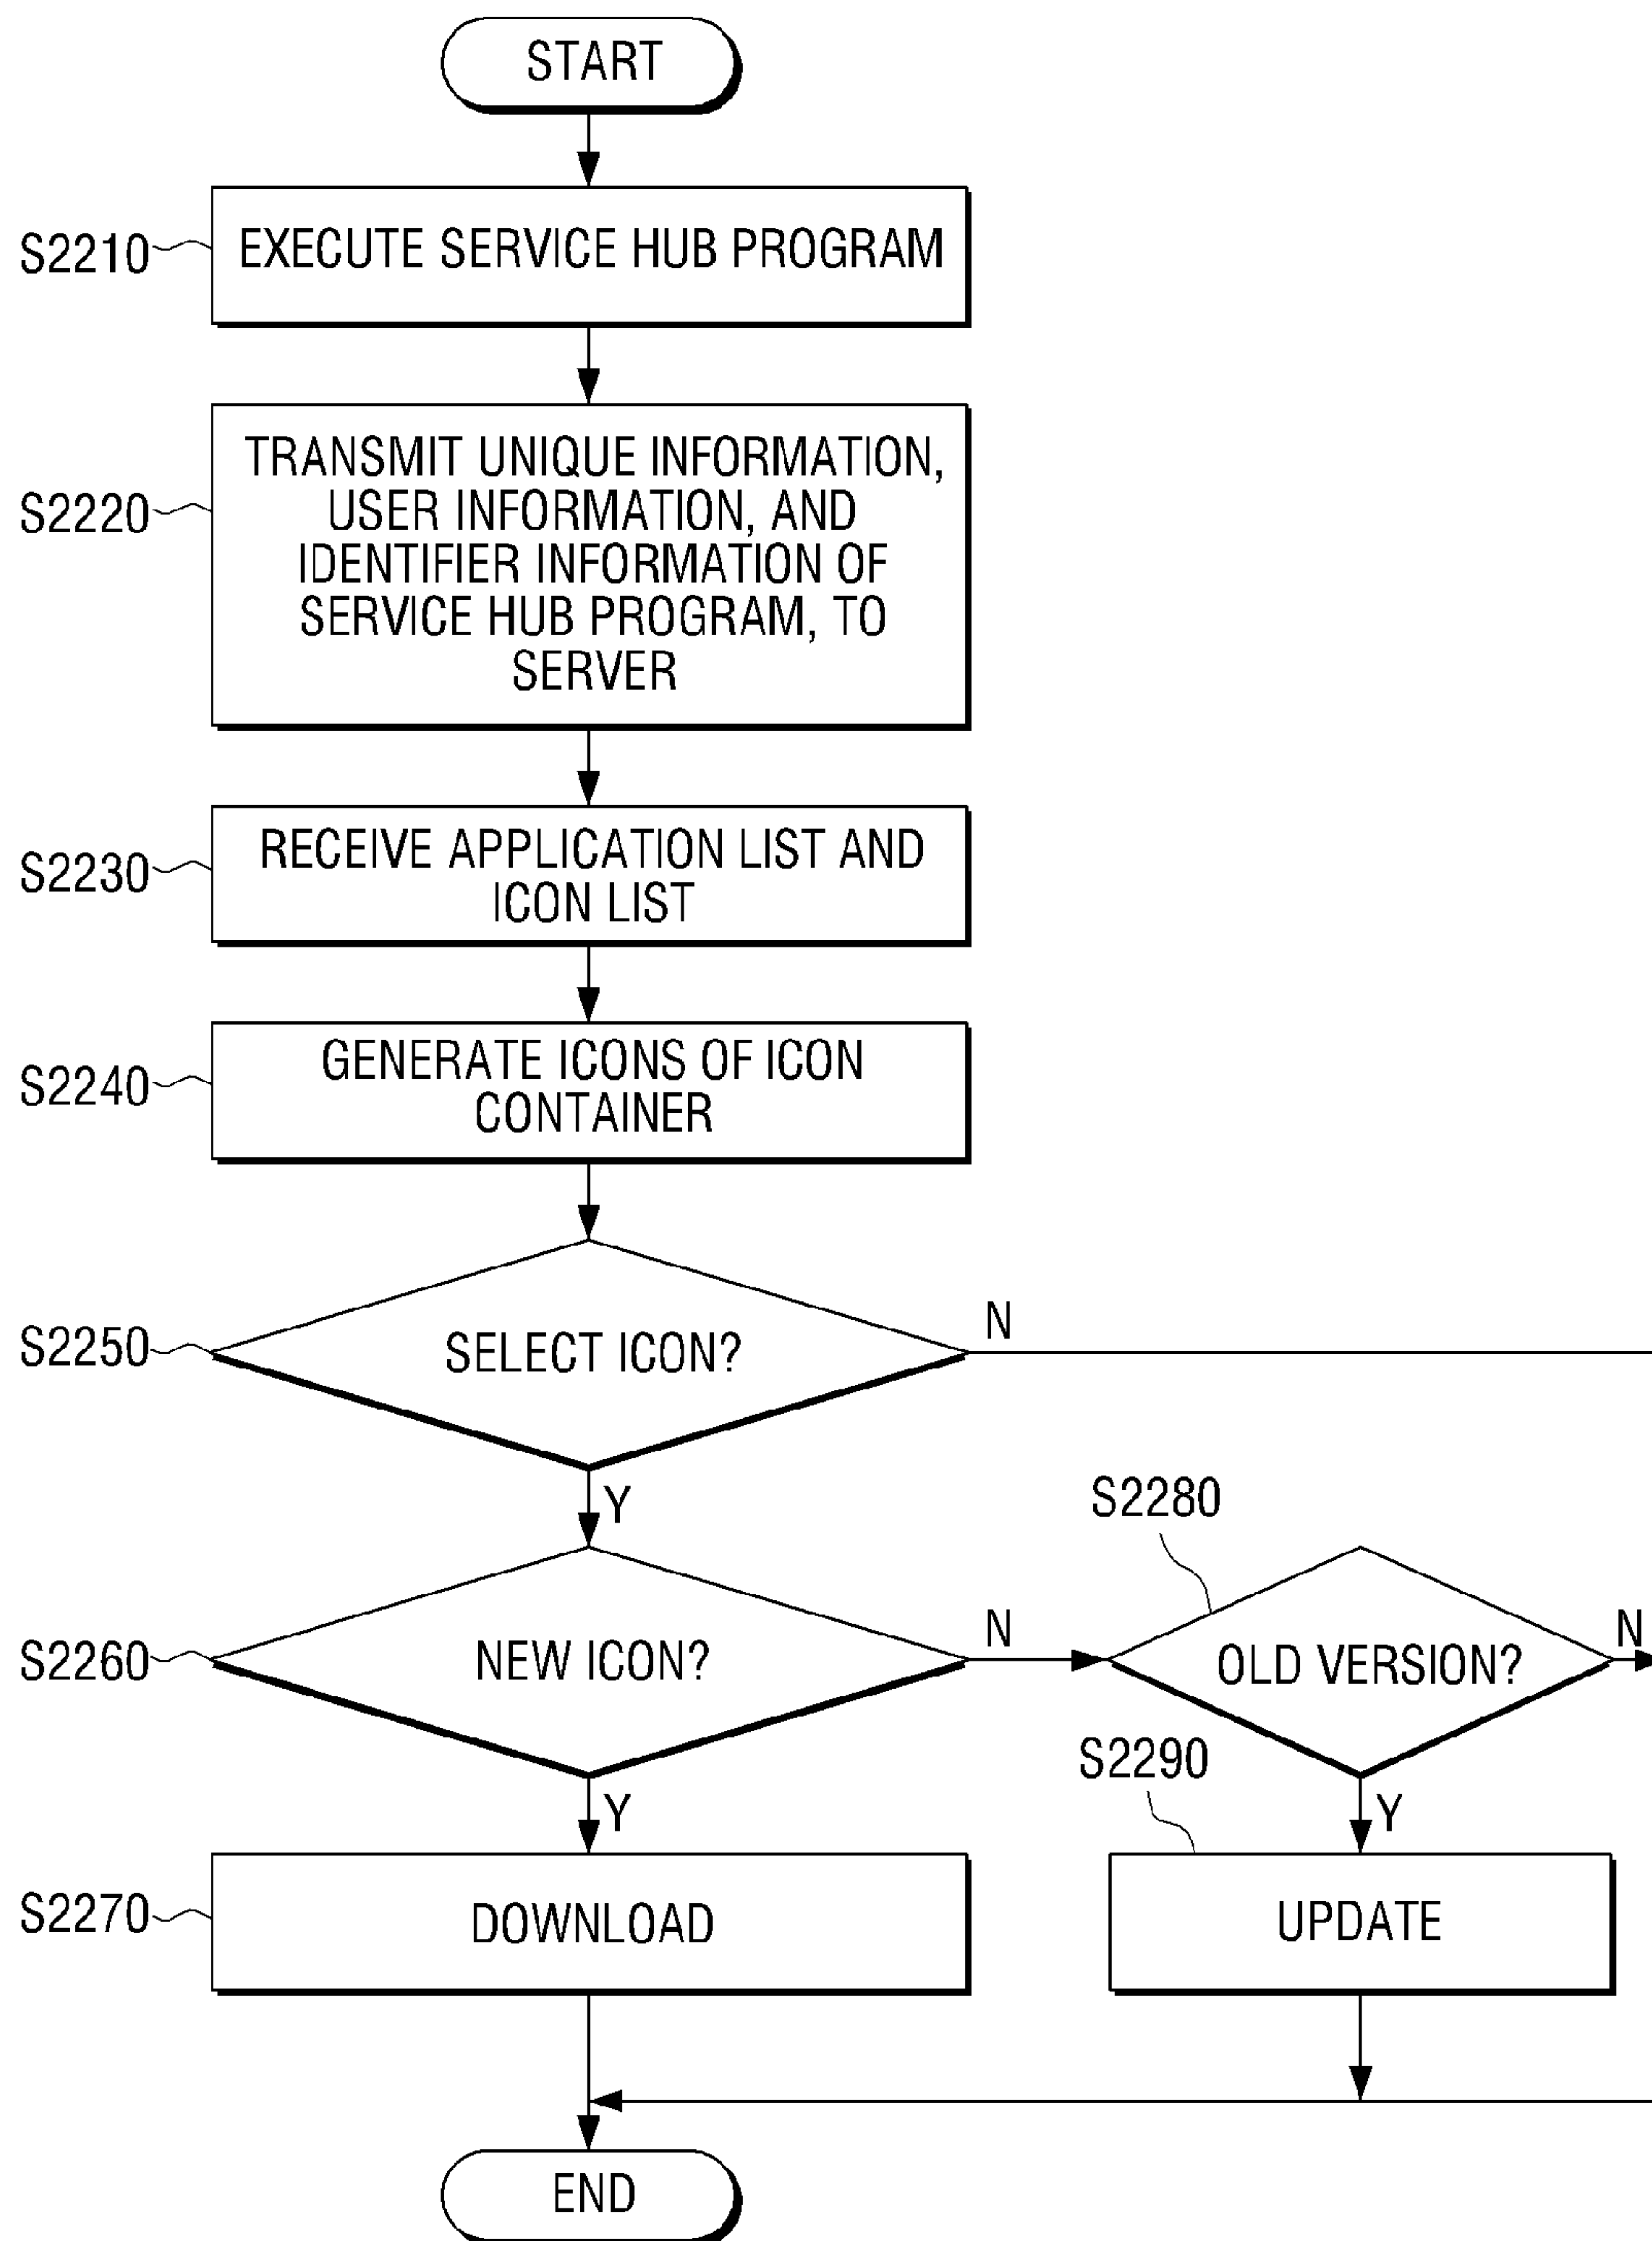 START
S2210
EXECUTE SERVICE HUB PROGRAM
S2220
TRANSMIT UNIQUE INFORMATION,
USER INFORMATION, AND
IDENTIFIER INFORMATION OF
SERVICE HUB PROGRAM, TO
SERVER
S2230
RECEIVE APPLICATION LIST AND
ICON LIST
S2240
GENERATE ICONS OF ICON
CONTAINER
S2250
SELECT ICON?
N
Y
S2260
NEW ICON?
N
S2280
OLD VERSION?
N
Y
S2270
DOWNLOAD
S2290
Y
UPDATE
END